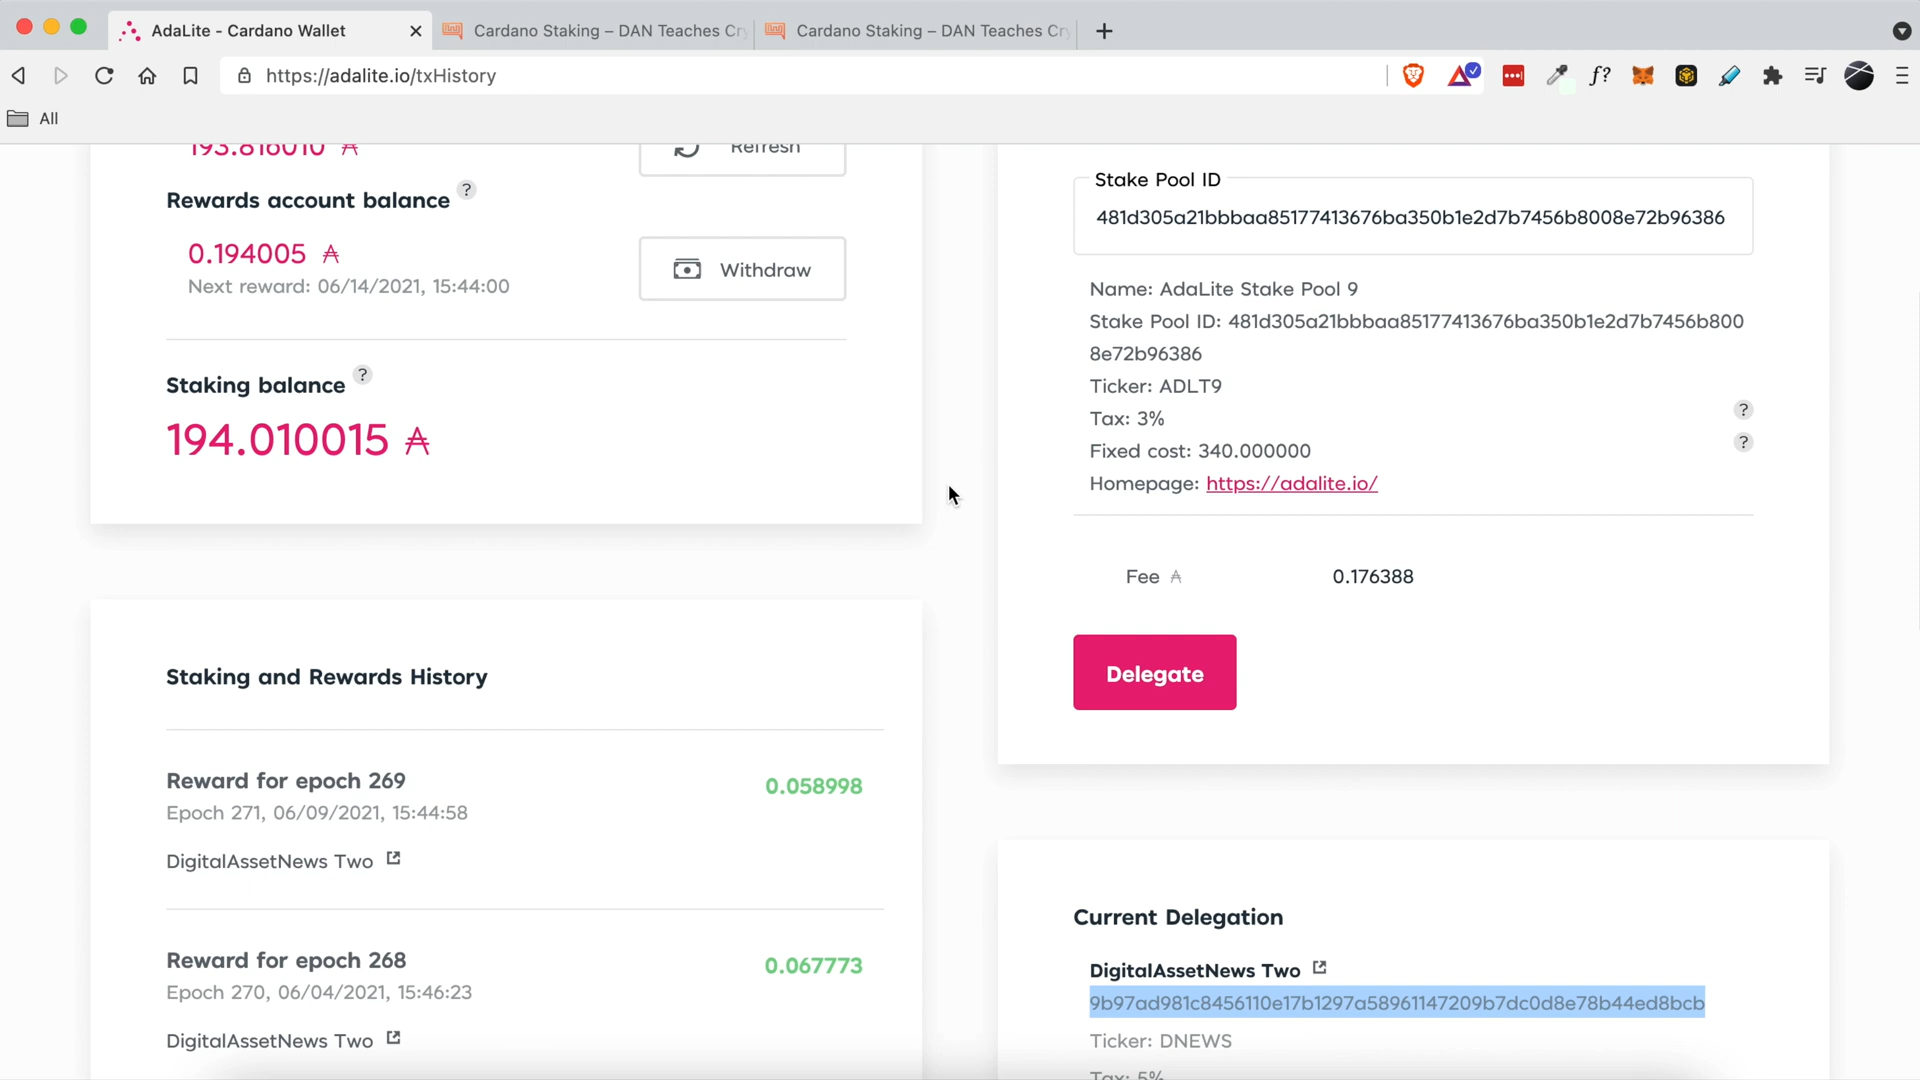 AdaLite - Cardano Wallet
Cardano Staking – DAN Teaches Cr
Cardano Staking – DAN Teaches Cr
https://adalite.io/txHistory
f?
All
193.816010 ₳
Refresh
Rewards account balance ?
0.194005 ₳
Next reward: 06/14/2021, 15:44:00
Withdraw
Staking balance ?
194.010015 ₳
Staking and Rewards History
Reward for epoch 269
0.058998
Epoch 271, 06/09/2021, 15:44:58
DigitalAssetNews Two
Reward for epoch 268
0.067773
Epoch 270, 06/04/2021, 15:46:23
DigitalAssetNews Two
Stake Pool ID
481d305a21bbbaa85177413676ba350b1e2d7b7456b8008e72b96386
Name: AdaLite Stake Pool 9
Stake Pool ID: 481d305a21bbbaa85177413676ba350b1e2d7b7456b800
8e72b96386
Ticker: ADLT9
Tax: 3% ?
Fixed cost: 340.000000 ?
Homepage: https://adalite.io/
Fee ₳ 0.176388
Delegate
Current Delegation
DigitalAssetNews Two
9b97ad981c8456110e17b1297a58961147209b7dc0d8e78b44ed8bcb
Ticker: DNEWS
Tax: 5%